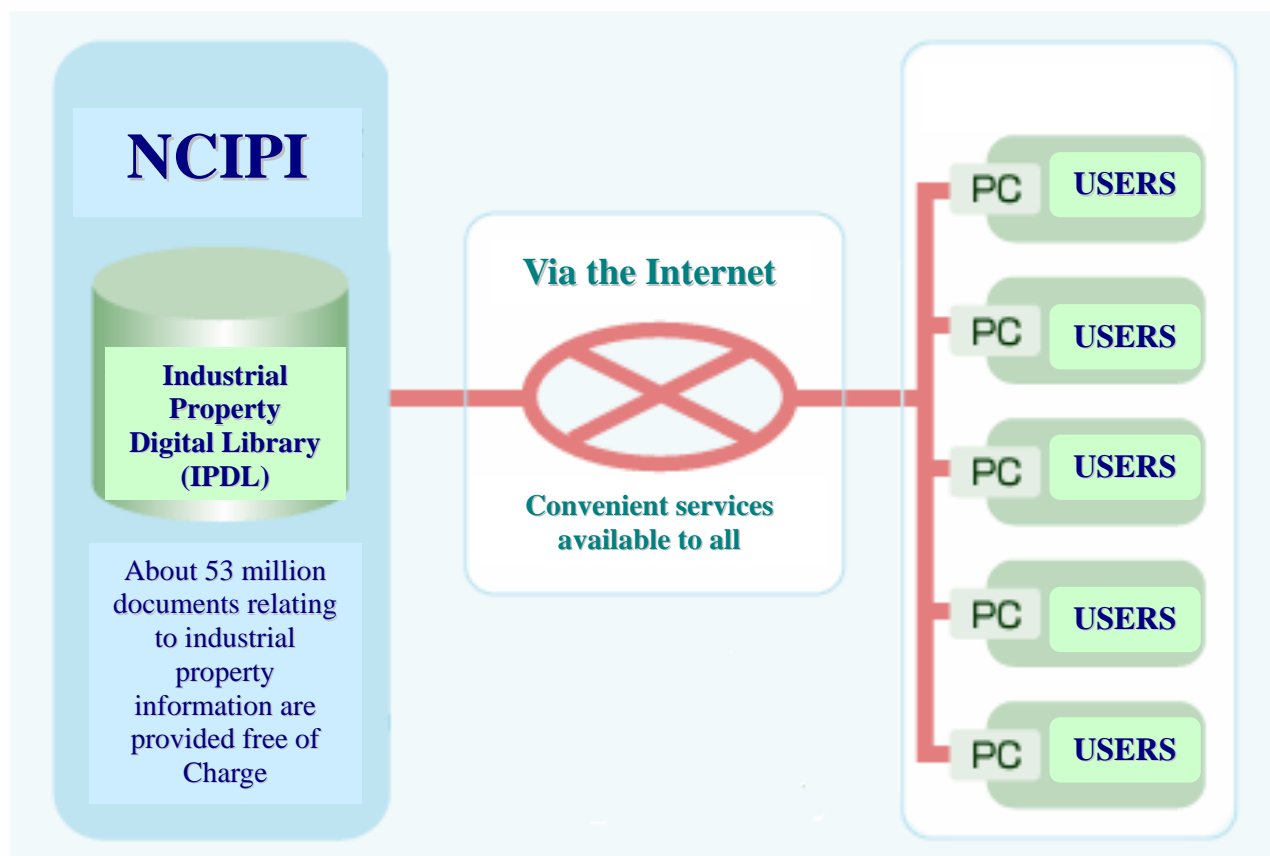 NCIPI
Industrial
Property
Digital Library
(IPDL)
About 53 million
documents relating
to industrial
property
information are
provided free of
Charge
Via the Internet
Convenient services
available to all
PC USERS
PC USERS
PC USERS
PC USERS
PC USERS